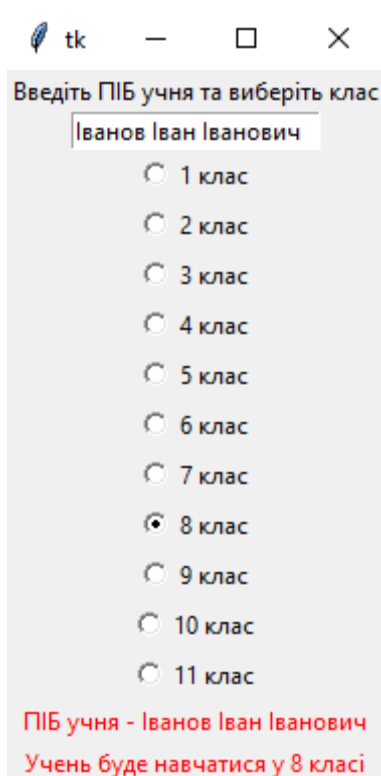 tk
Введіть ПІБ учня та виберіть клас
Іванов Іван Іванович
1 клас
2 клас
3 клас
4 клас
5 клас
6 клас
7 клас
8 клас
9 клас
10 клас
11 клас
ПІБ учня - Іванов Іван Іванович
Учень буде навчатися у 8 класі